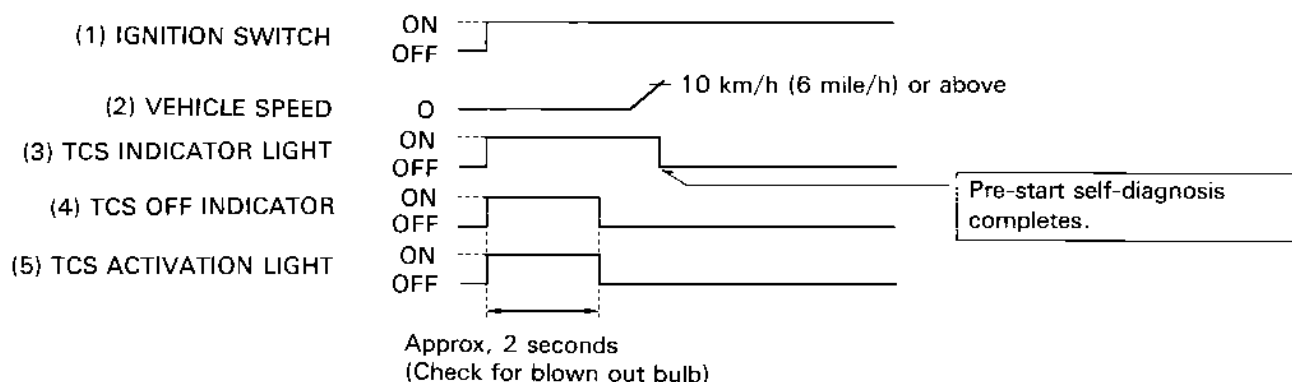 (1) IGNITION SWITCH ON
OFF
10 km/h (6 mile/h) or above
(2) VEHICLE SPEED O
(3) TCS INDICATOR LIGHT ON
OFF
Pre-start self-diagnosis
completes.
(4) TCS OFF INDICATOR ON
OFF
(5) TCS ACTIVATION LIGHT ON
OFF
Approx, 2 seconds
(Check for blown out bulb)